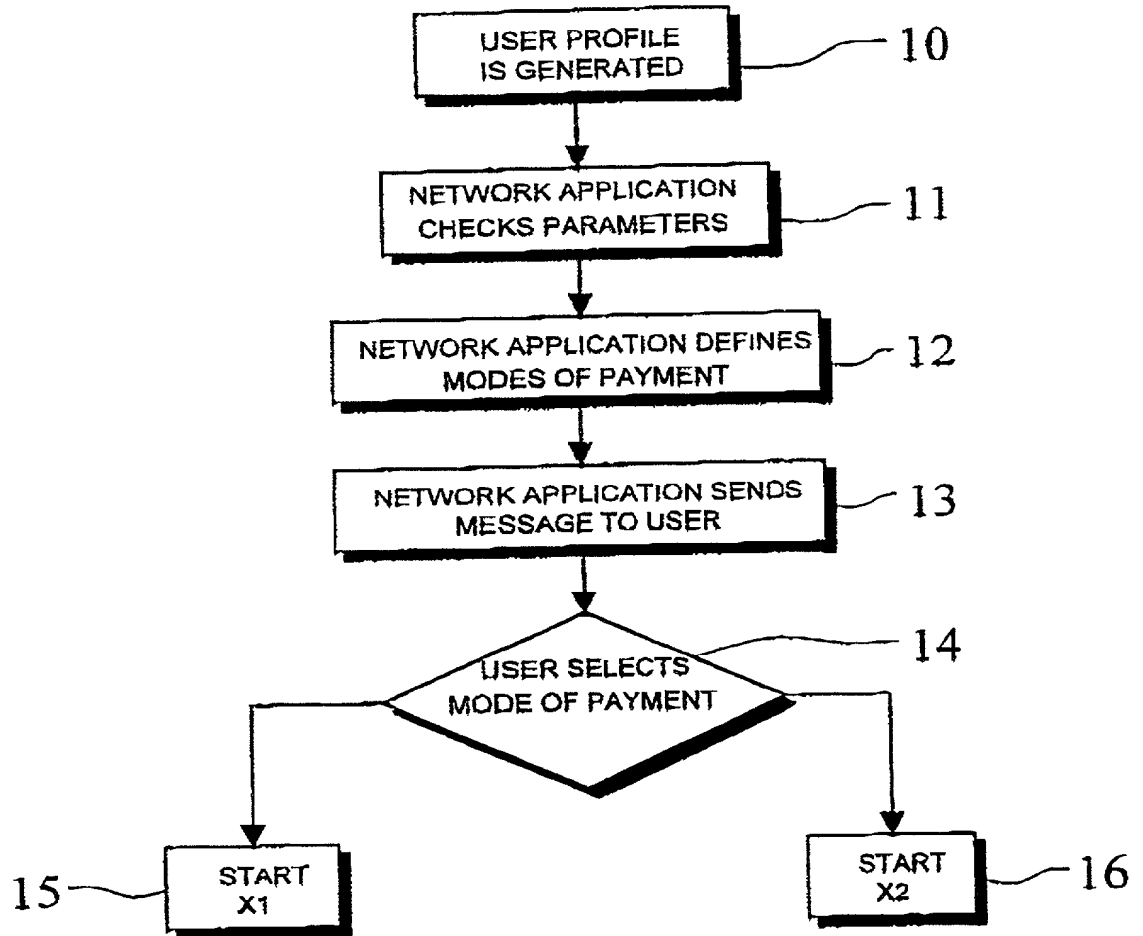 USER PROFILE
IS GENERATED
10
NETWORK APPLICATION
CHECKS PARAMETERS
11
NETWORK APPLICATION DEFINES
MODES OF PAYMENT
12
NETWORK APPLICATION SENDS
MESSAGE TO USER
13
USER SELECTS
MODE OF PAYMENT
14
15
START
X1
START
X2
16